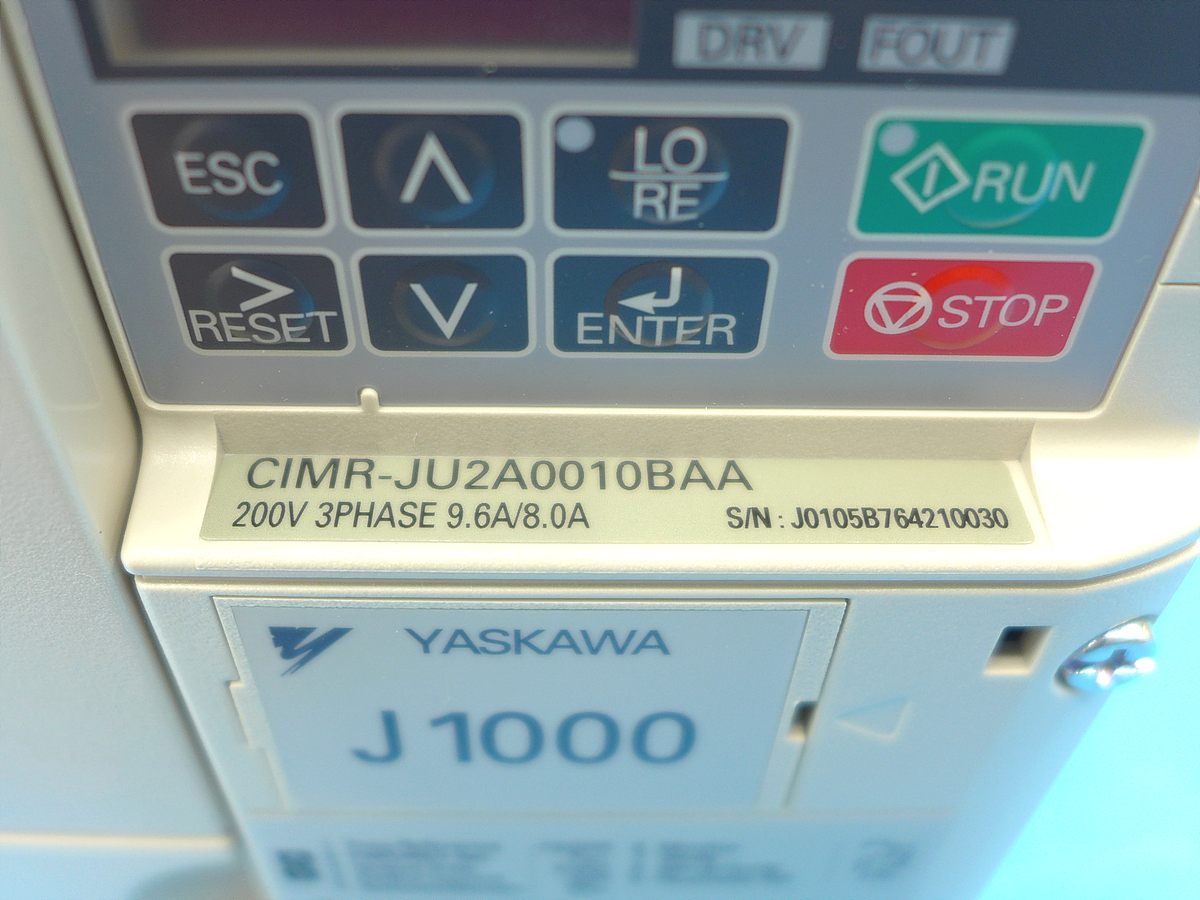 DRV FOUT
ESC LO RE RUN
RESET ENTER STOP
CIMR-JU2A0010BAA
200V 3PHASE 9.6A/8.0A S/N : J0105B764210030
YASKAWA
J1000